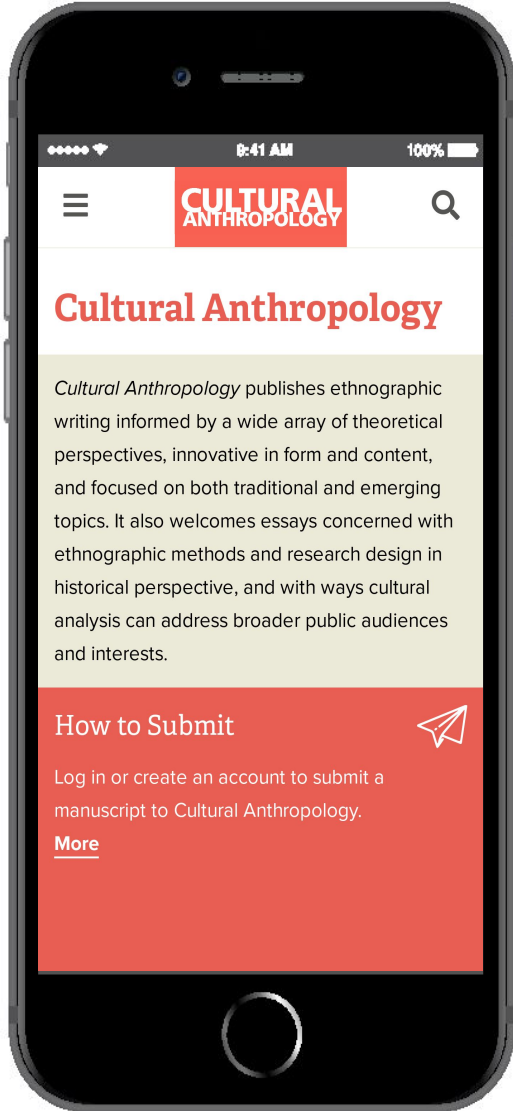 9:41 AM 100%
CULTURAL
ANTHROPOLOGY
Cultural Anthropology
Cultural Anthropology publishes ethnographic
writing informed by a wide array of theoretical
perspectives, innovative in form and content,
and focused on both traditional and emerging
topics. It also welcomes essays concerned with
ethnographic methods and research design in
historical perspective, and with ways cultural
analysis can address broader public audiences
and interests.
How to Submit
Log in or create an account to submit a
manuscript to Cultural Anthropology.
More